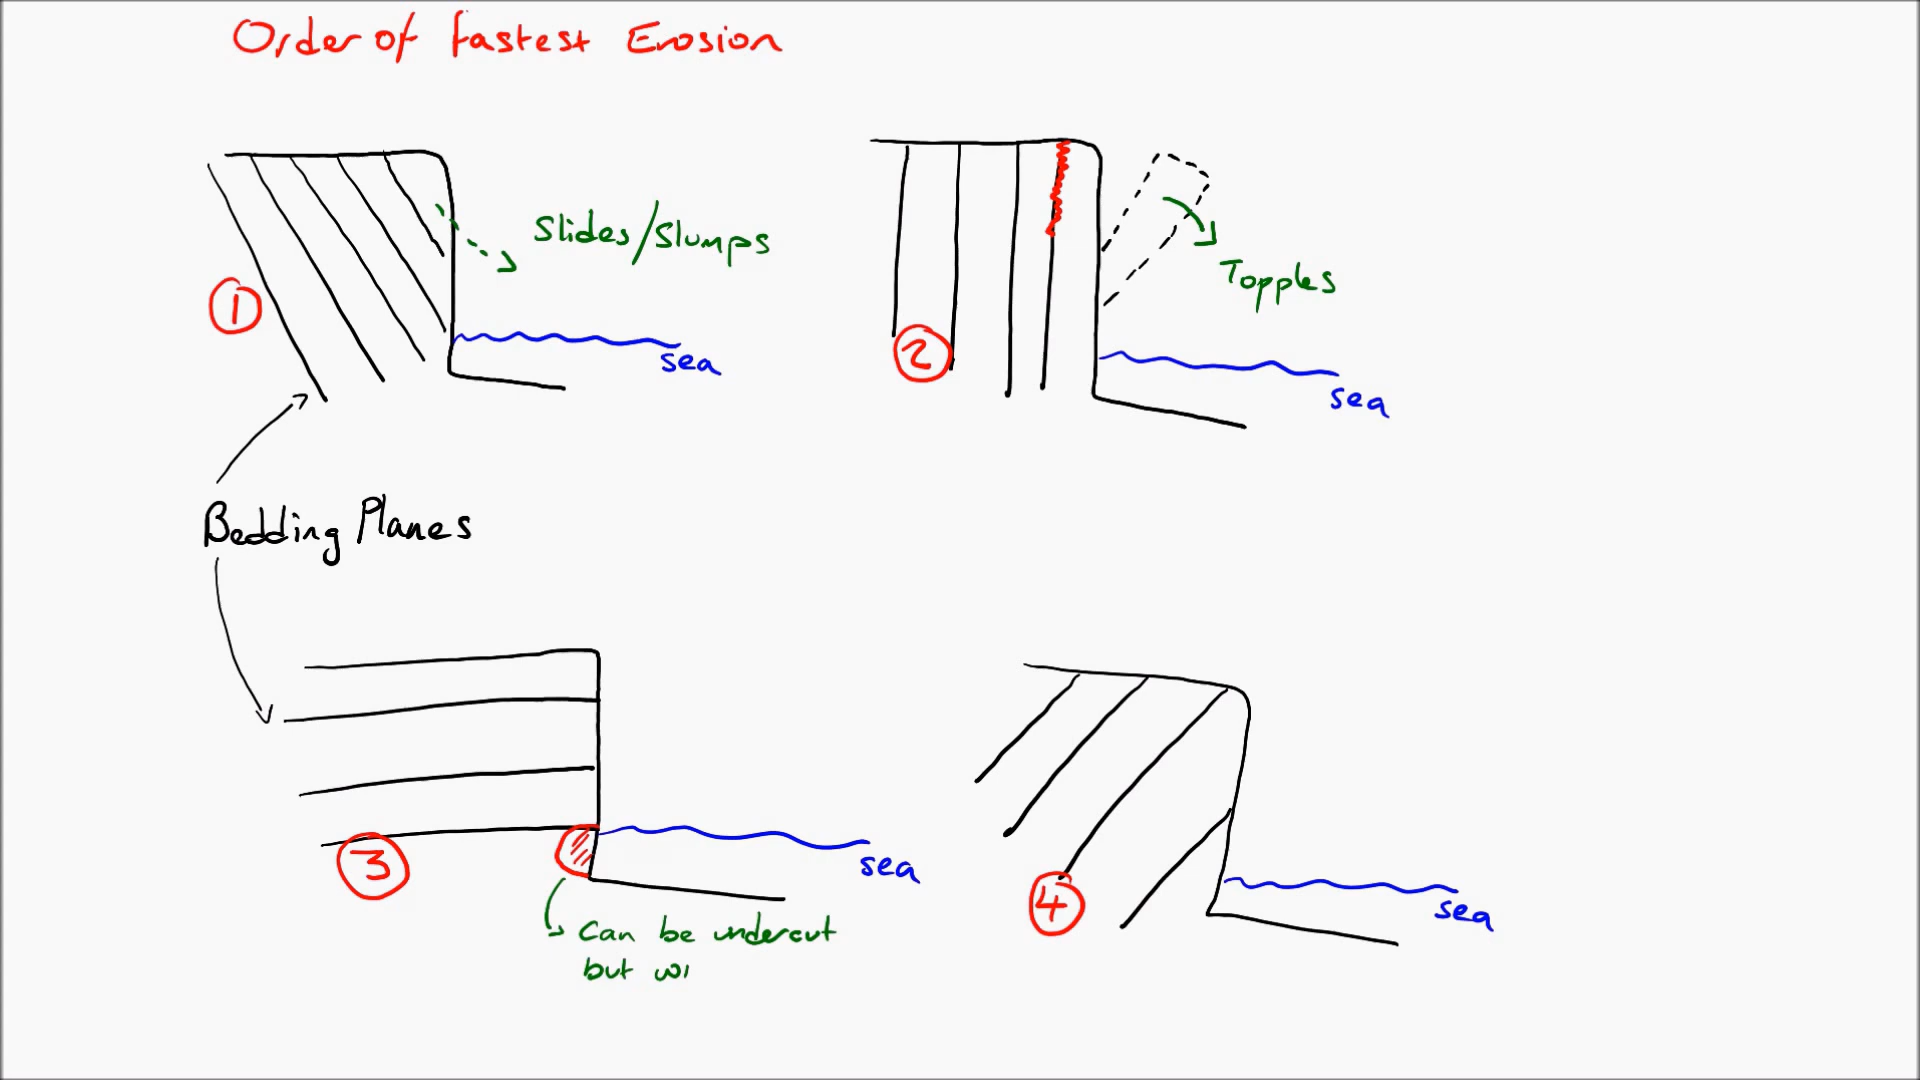 Order of fastest Erosion
Slides/Slumps
1
sea
Topples
2
sea
Bedding Planes
3
sea
Can be undercut
but wi
4
sea